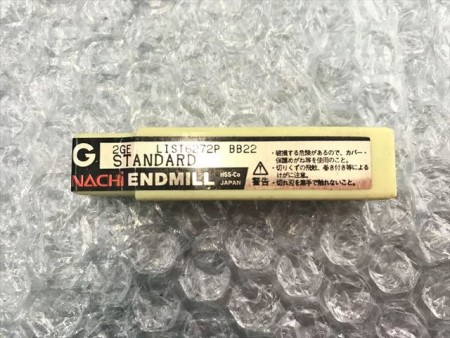 G
2GE LIST6272P BB22
STANDARD
NACHi ENDMILL HSS-Co
JAPAN
警告
・破損する危険があるので、カバー・
保護めがね等を使用のこと。
・切りくずの飛散、巻き付き等による
けがに注意。
・切れ刃を素手で触れないこと。